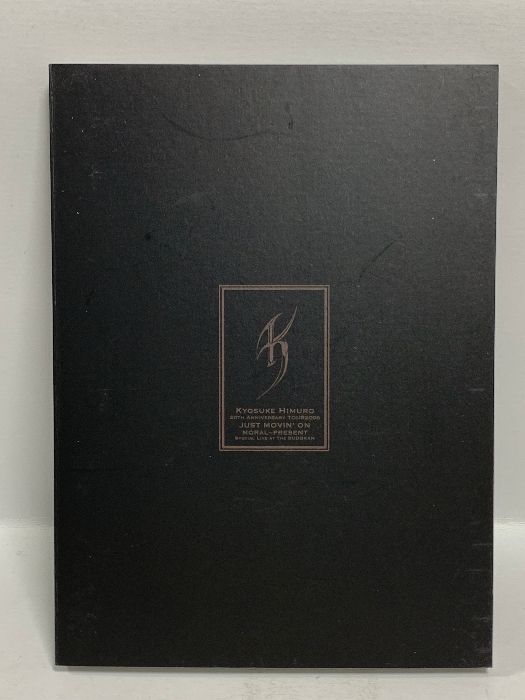 K
KYOSUKE HIMURO
20TH ANNIVERSARY TOUR2008
JUST MOVIN' ON
MORAL~PRESENT
SPECIAL LIVE AT THE BUDOKAN